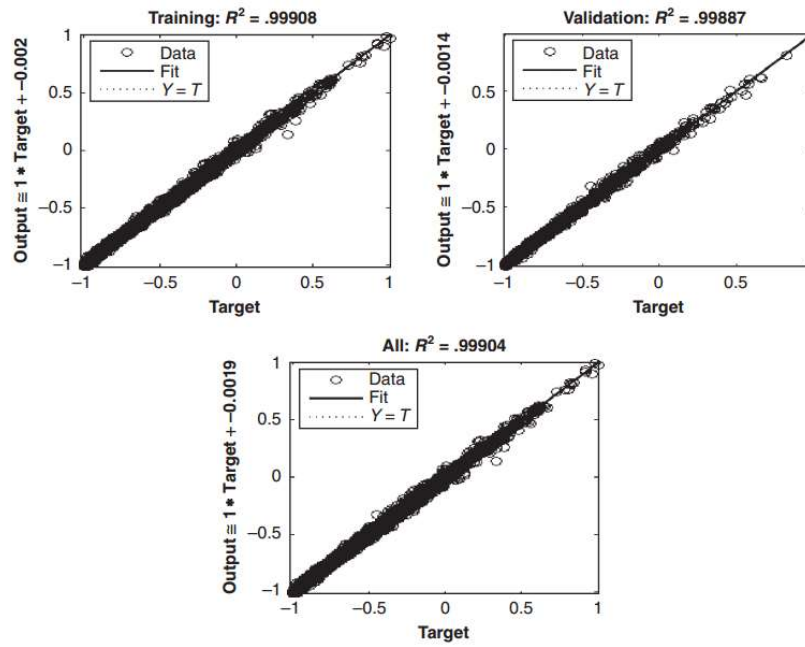 Training: R² = .99908
Output ≅ 1 * Target + −0.002
1
0.5
0
−0.5
−1
Data
Fit
Y = T
−1
−0.5
0
0.5
1
Target
Validation: R² = .99887
Output ≅ 1 * Target + −0.0014
1
0.5
0
−0.5
−1
Data
Fit
Y = T
−1
−0.5
0
0.5
Target
All: R² = .99904
Output ≅ 1 * Target + −0.0019
1
0.5
0
−0.5
−1
Data
Fit
Y = T
−1
−0.5
0
0.5
1
Target